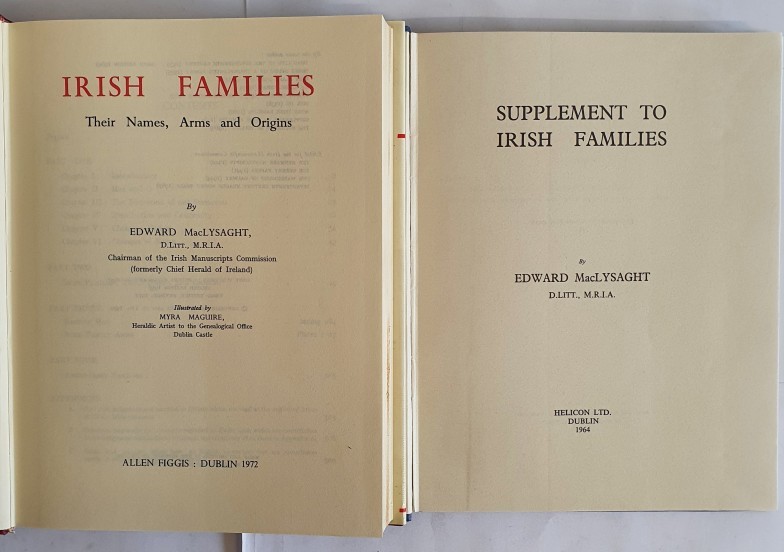 IRISH FAMILIES
Their Names, Arms and Origins
By
EDWARD MacLYSAGHT,
D.LITT., M.R.I.A.
Chairman of the Irish Manuscripts Commission
(formerly Chief Herald of Ireland)
Illustrated by
MYRA MAGUIRE,
Heraldic Artist to the Genealogical Office
Dublin Castle
ALLEN FIGGIS : DUBLIN 1972
SUPPLEMENT TO
IRISH FAMILIES
By
EDWARD MacLYSAGHT
D.LITT., M.R.I.A.
HELICON LTD.
DUBLIN
1964